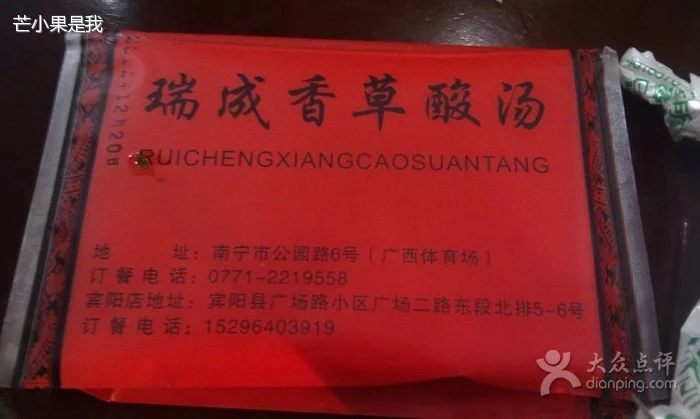 芒小果是我
瑞成香草酸汤
RUICHENGXIANGCAOSUANTANG
地 址：南宁市公园路6号（广西体育场）
订餐电话：0771-2219558
宾阳店地址：宾阳县广场路小区广场二路东段北排5-6号
订餐电话：15296403919
大众点评
dianping.com